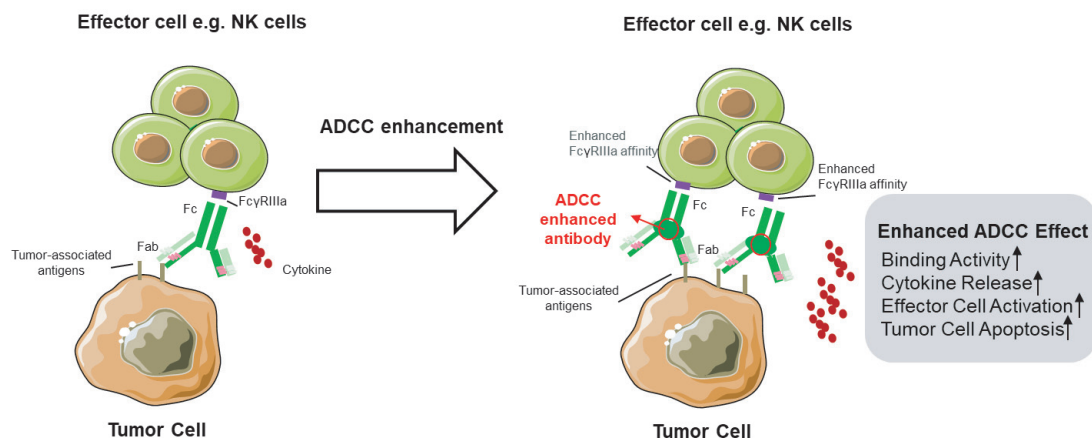 Effector cell e.g. NK cells
FcγRIIIa
Fc
Fab
Tumor-associated
antigens
Cytokine
Tumor Cell
ADCC enhancement
Effector cell e.g. NK cells
Enhanced
FcγRIIIa affinity
Enhanced
FcγRIIIa affinity
Fc
Fc
ADCC
enhanced
antibody
Fab
Tumor-associated
antigens
Tumor Cell
Enhanced ADCC Effect
Binding Activity↑
Cytokine Release↑
Effector Cell Activation↑
Tumor Cell Apoptosis↑